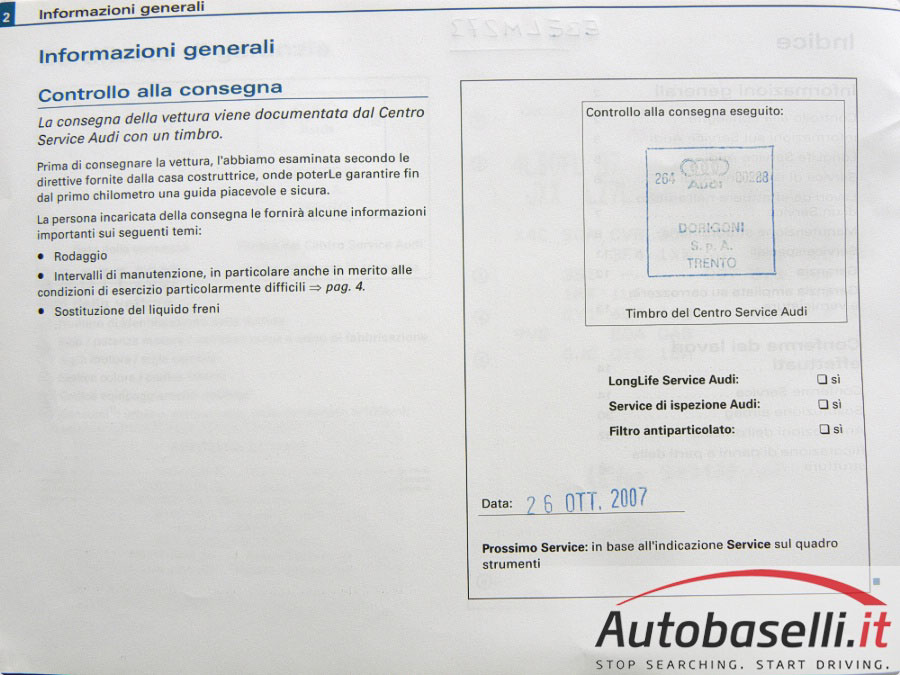 2
Informazioni generali
Informazioni generali
Controllo alla consegna
La consegna della vettura viene documentata dal Centro
Service Audi con un timbro.
Prima di consegnare la vettura, l'abbiamo esaminata secondo le
direttive fornite dalla casa costruttrice, onde poterLe garantire fin
dal primo chilometro una guida piacevole e sicura.
La persona incaricata della consegna le fornirà alcune informazioni
importanti sui seguenti temi:
• Rodaggio
• Intervalli di manutenzione, in particolare anche in merito alle
condizioni di esercizio particolarmente difficili ⇒ pag. 4.
• Sostituzione del liquido freni
Controllo alla consegna eseguito:
264 Audi
DORIGONI
S.p.A.
TRENTO
Timbro del Centro Service Audi
LongLife Service Audi: ❏ sì
Service di ispezione Audi: ❏ sì
Filtro antiparticolato: ❏ sì
Data: 26 OTT. 2007
Prossimo Service: in base all'indicazione Service sul quadro
strumenti
Autobaselli.it
STOP SEARCHING. START DRIVING.